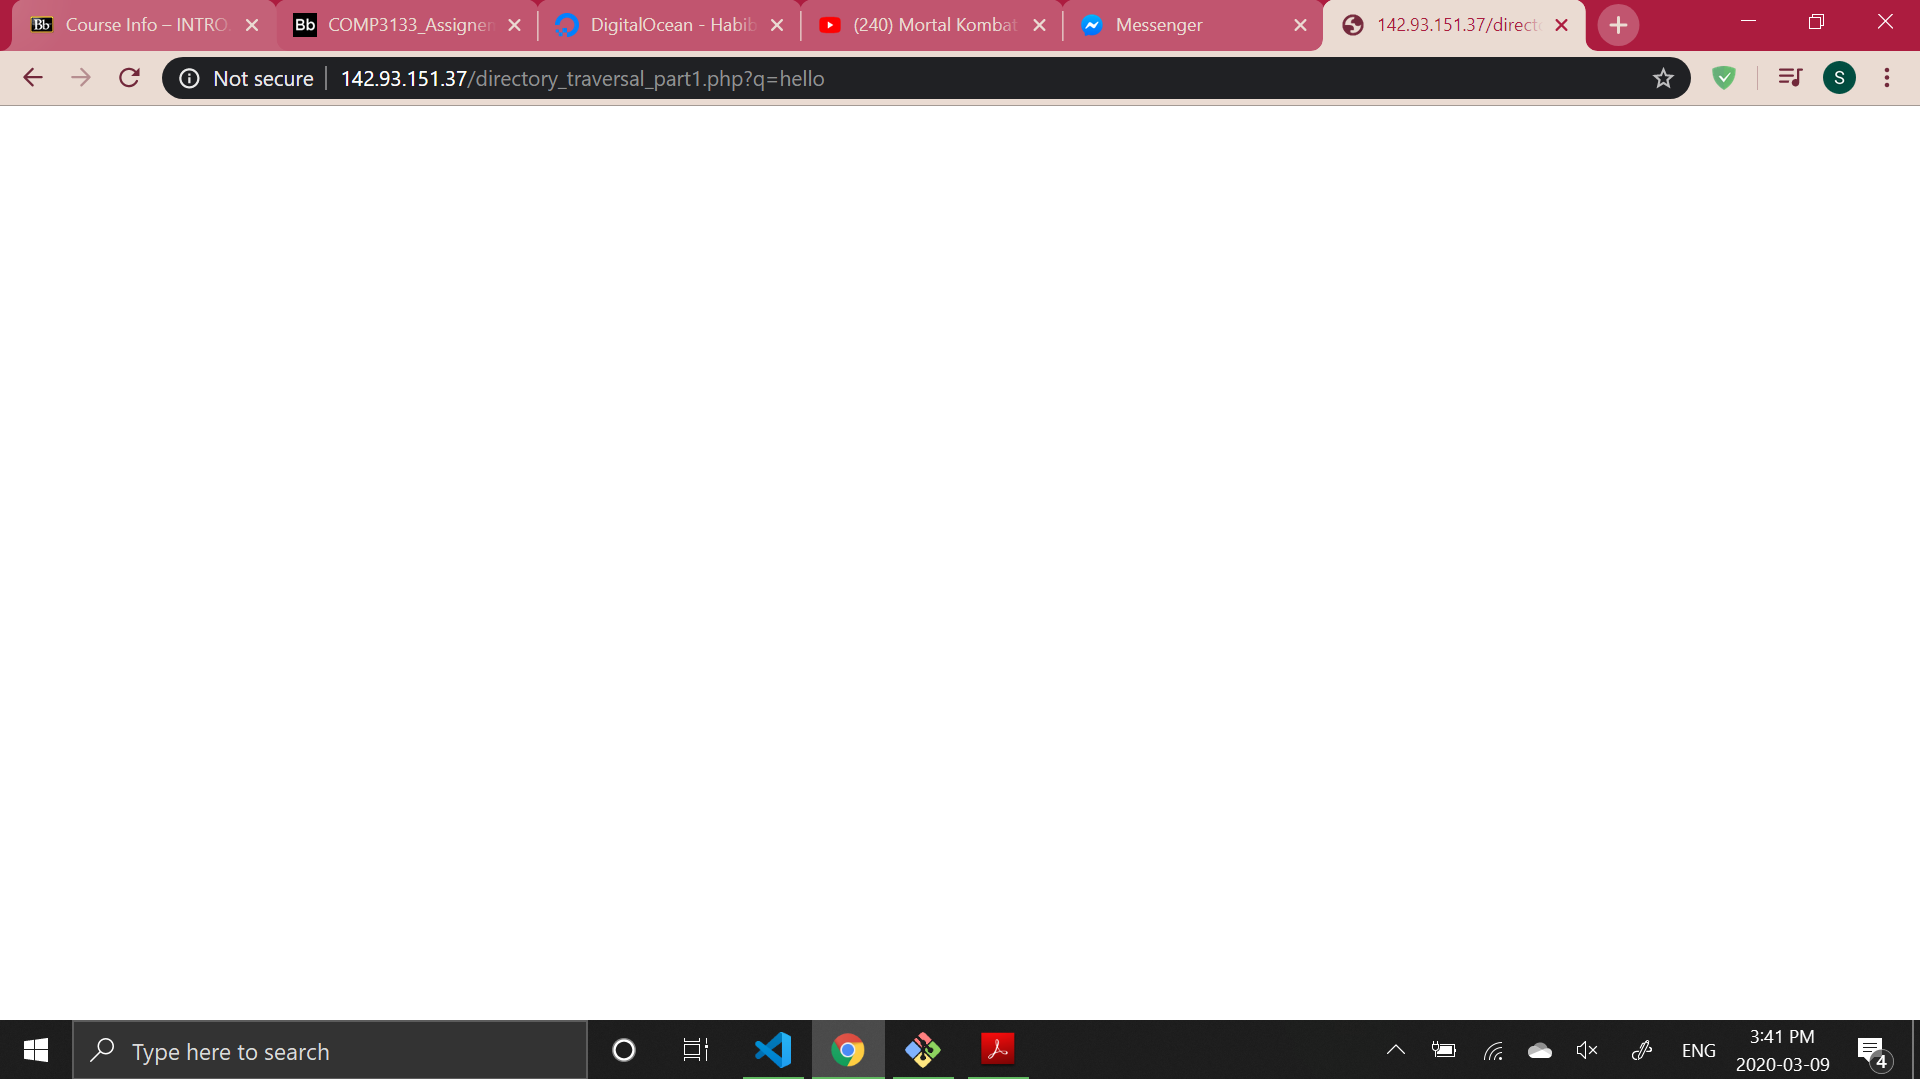 Bb Course Info – INTRO
Bb COMP3133_Assignem
DigitalOcean - Habib
(240) Mortal Kombat
Messenger
142.93.151.37/directo
Not secure
142.93.151.37/directory_traversal_part1.php?q=hello
S
Type here to search
ENG
3:41 PM
2020-03-09
4